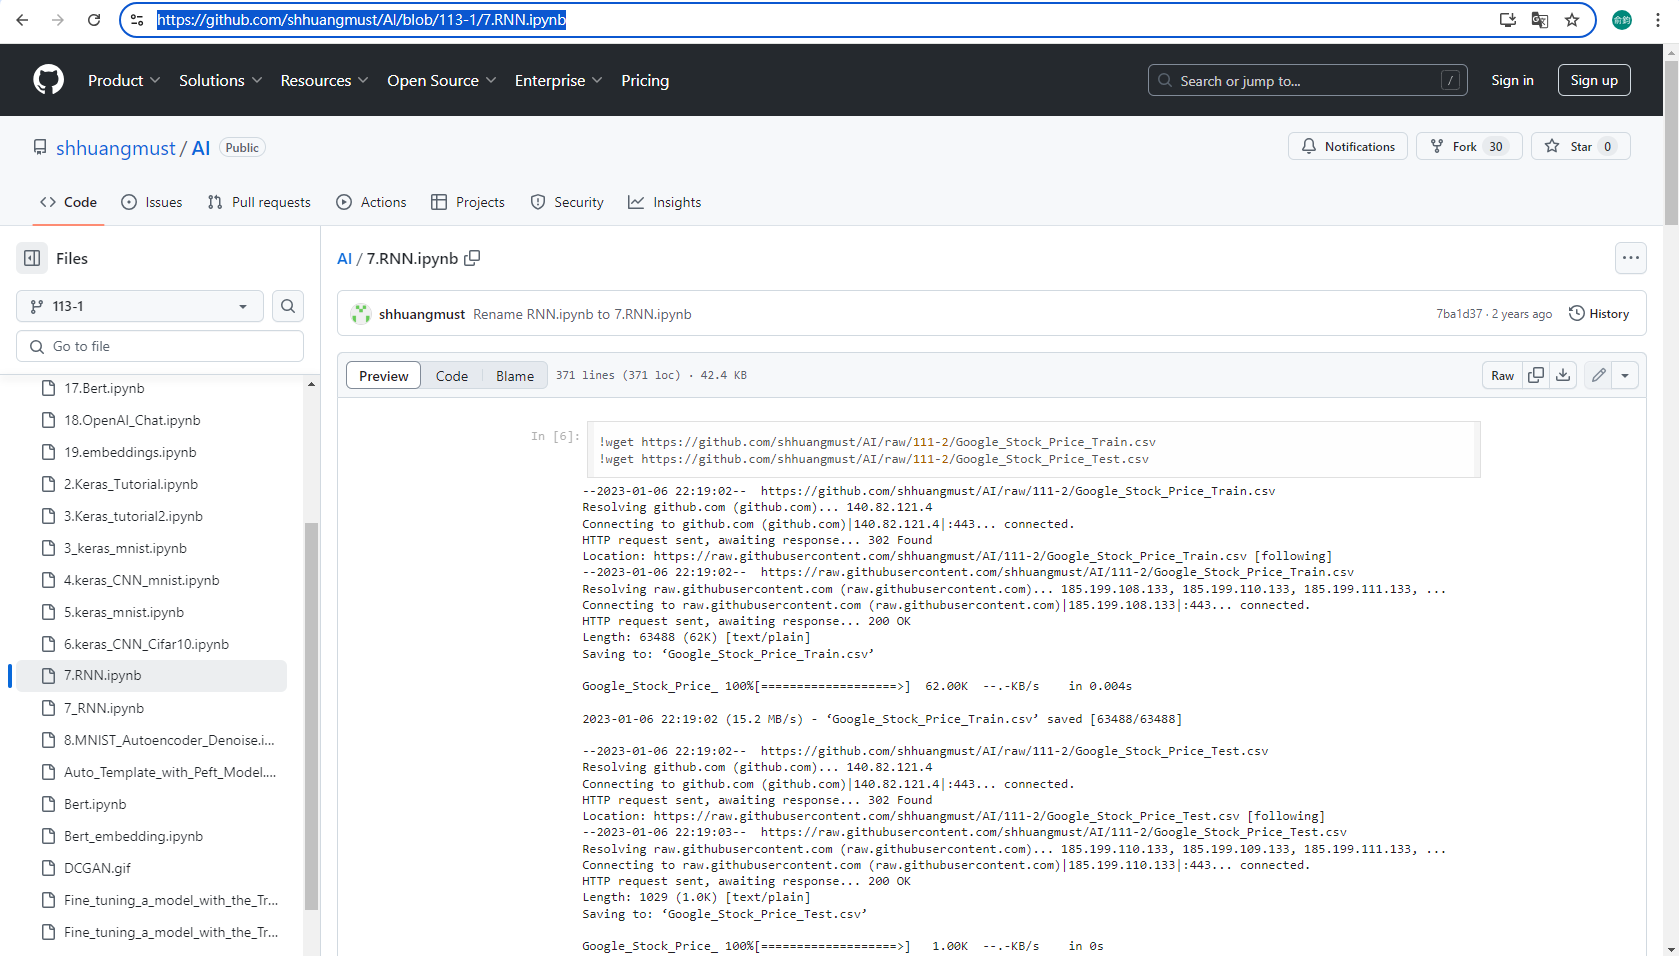 https://github.com/shhuangmust/AI/blob/113-1/7.RNN.ipynb
俞鈞
Product Solutions Resources Open Source Enterprise Pricing Search or jump to... / Sign in Sign up
shhuangmust / AI Public Notifications Fork 30 Star 0
Code Issues Pull requests Actions Projects Security Insights
Files
113-1
Go to file
17.Bert.ipynb
18.OpenAI_Chat.ipynb
19.embeddings.ipynb
2.Keras_Tutorial.ipynb
3.Keras_tutorial2.ipynb
3_keras_mnist.ipynb
4.keras_CNN_mnist.ipynb
5.keras_mnist.ipynb
6.keras_CNN_Cifar10.ipynb
7.RNN.ipynb
7_RNN.ipynb
8.MNIST_Autoencoder_Denoise.i...
Auto_Template_with_Peft_Model....
Bert.ipynb
Bert_embedding.ipynb
DCGAN.gif
Fine_tuning_a_model_with_the_Tr...
Fine_tuning_a_model_with_the_Tr...
AI / 7.RNN.ipynb
shhuangmust Rename RNN.ipynb to 7.RNN.ipynb 7ba1d37 · 2 years ago History
Preview Code Blame 371 lines (371 loc) · 42.4 KB Raw
In [6]:
!wget https://github.com/shhuangmust/AI/raw/111-2/Google_Stock_Price_Train.csv
!wget https://github.com/shhuangmust/AI/raw/111-2/Google_Stock_Price_Test.csv
--2023-01-06 22:19:02-- https://github.com/shhuangmust/AI/raw/111-2/Google_Stock_Price_Train.csv
Resolving github.com (github.com)... 140.82.121.4
Connecting to github.com (github.com)|140.82.121.4|:443... connected.
HTTP request sent, awaiting response... 302 Found
Location: https://raw.githubusercontent.com/shhuangmust/AI/111-2/Google_Stock_Price_Train.csv [following]
--2023-01-06 22:19:02-- https://raw.githubusercontent.com/shhuangmust/AI/111-2/Google_Stock_Price_Train.csv
Resolving raw.githubusercontent.com (raw.githubusercontent.com)... 185.199.108.133, 185.199.110.133, 185.199.111.133, ...
Connecting to raw.githubusercontent.com (raw.githubusercontent.com)|185.199.108.133|:443... connected.
HTTP request sent, awaiting response... 200 OK
Length: 63488 (62K) [text/plain]
Saving to: ‘Google_Stock_Price_Train.csv’
Google_Stock_Price_ 100%[===================>] 62.00K --.-KB/s in 0.004s
2023-01-06 22:19:02 (15.2 MB/s) - ‘Google_Stock_Price_Train.csv’ saved [63488/63488]
--2023-01-06 22:19:02-- https://github.com/shhuangmust/AI/raw/111-2/Google_Stock_Price_Test.csv
Resolving github.com (github.com)... 140.82.121.4
Connecting to github.com (github.com)|140.82.121.4|:443... connected.
HTTP request sent, awaiting response... 302 Found
Location: https://raw.githubusercontent.com/shhuangmust/AI/111-2/Google_Stock_Price_Test.csv [following]
--2023-01-06 22:19:03-- https://raw.githubusercontent.com/shhuangmust/AI/111-2/Google_Stock_Price_Test.csv
Resolving raw.githubusercontent.com (raw.githubusercontent.com)... 185.199.110.133, 185.199.109.133, 185.199.111.133, ...
Connecting to raw.githubusercontent.com (raw.githubusercontent.com)|185.199.110.133|:443... connected.
HTTP request sent, awaiting response... 200 OK
Length: 1029 (1.0K) [text/plain]
Saving to: ‘Google_Stock_Price_Test.csv’
Google_Stock_Price_ 100%[===================>] 1.00K --.-KB/s in 0s